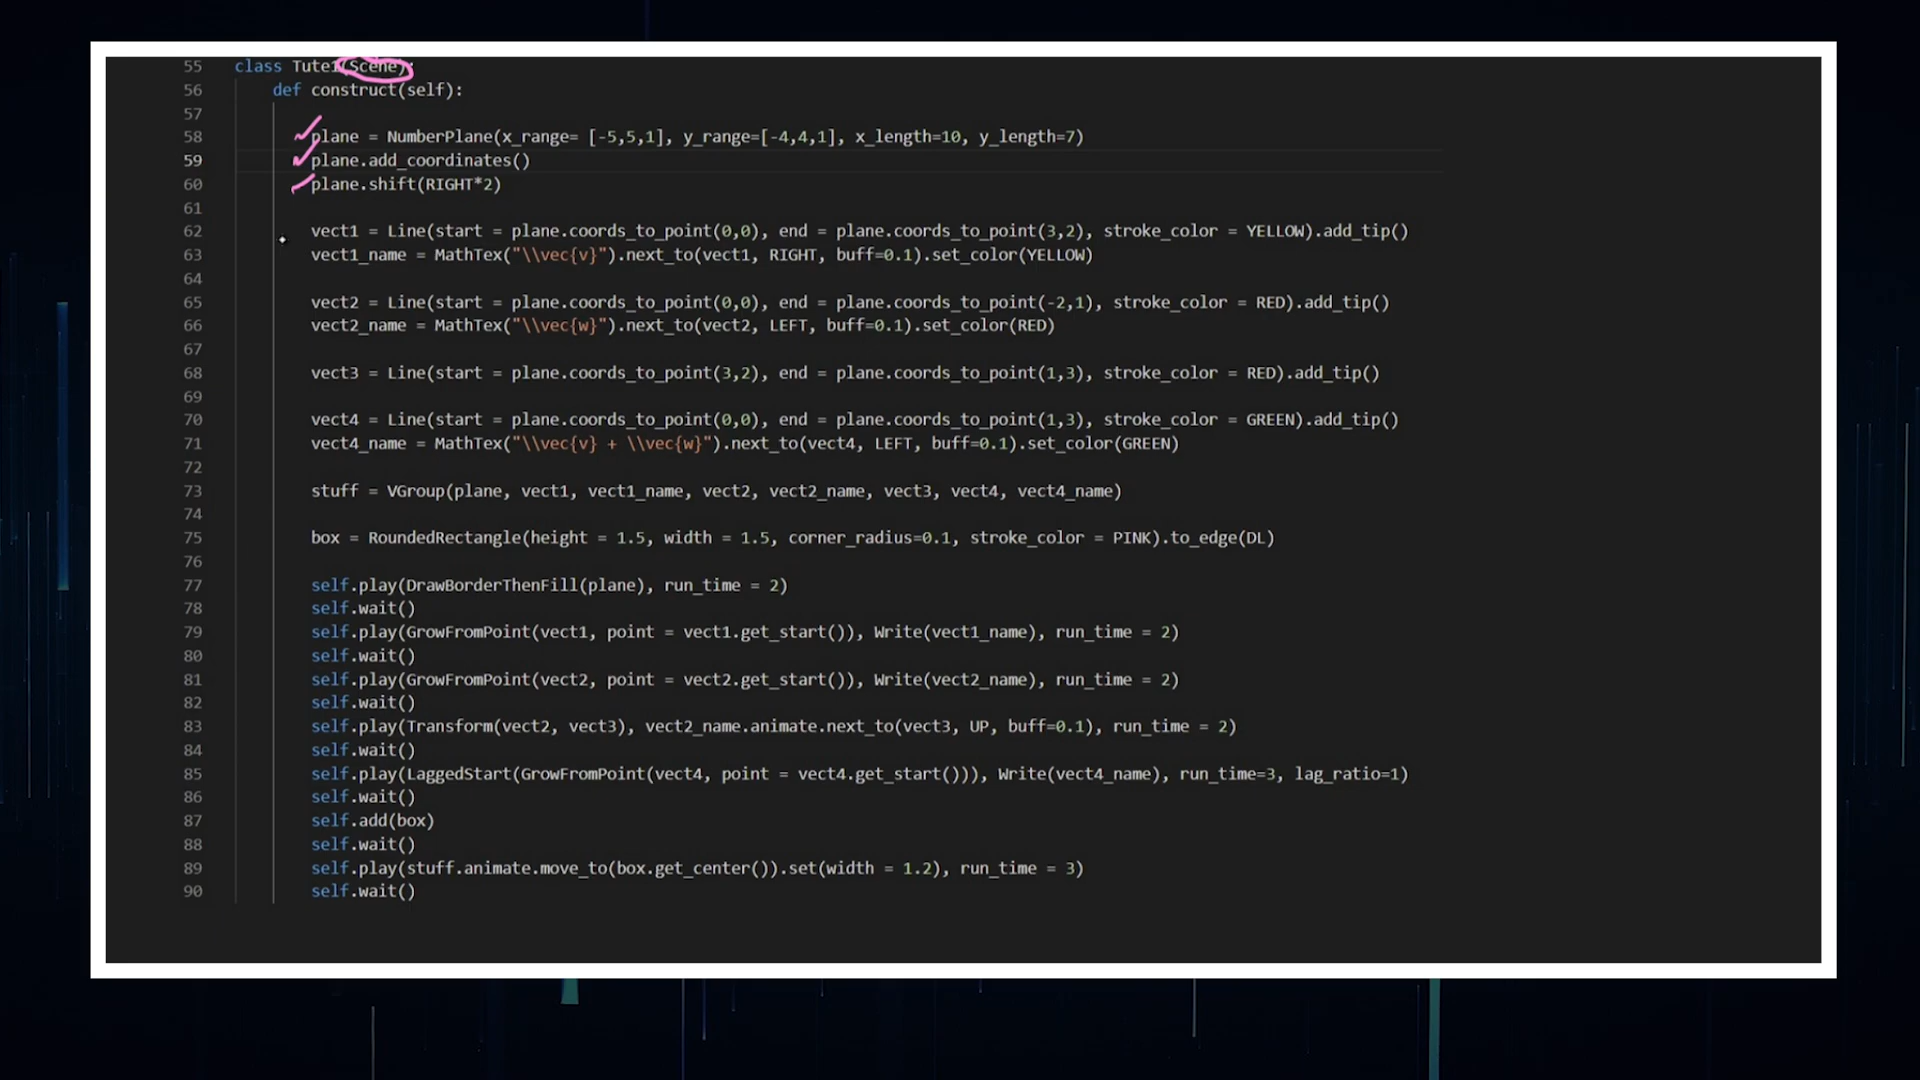 55 class Tute1(Scene):
56 def construct(self):
57
58 plane = NumberPlane(x_range= [-5,5,1], y_range=[-4,4,1], x_length=10, y_length=7)
59 plane.add_coordinates()
60 plane.shift(RIGHT*2)
61
62 vect1 = Line(start = plane.coords_to_point(0,0), end = plane.coords_to_point(3,2), stroke_color = YELLOW).add_tip()
63 vect1_name = MathTex("\\vec{v}").next_to(vect1, RIGHT, buff=0.1).set_color(YELLOW)
64
65 vect2 = Line(start = plane.coords_to_point(0,0), end = plane.coords_to_point(-2,1), stroke_color = RED).add_tip()
66 vect2_name = MathTex("\\vec{w}").next_to(vect2, LEFT, buff=0.1).set_color(RED)
67
68 vect3 = Line(start = plane.coords_to_point(3,2), end = plane.coords_to_point(1,3), stroke_color = RED).add_tip()
69
70 vect4 = Line(start = plane.coords_to_point(0,0), end = plane.coords_to_point(1,3), stroke_color = GREEN).add_tip()
71 vect4_name = MathTex("\\vec{v} + \\vec{w}").next_to(vect4, LEFT, buff=0.1).set_color(GREEN)
72
73 stuff = VGroup(plane, vect1, vect1_name, vect2, vect2_name, vect3, vect4, vect4_name)
74
75 box = RoundedRectangle(height = 1.5, width = 1.5, corner_radius=0.1, stroke_color = PINK).to_edge(DL)
76
77 self.play(DrawBorderThenFill(plane), run_time = 2)
78 self.wait()
79 self.play(GrowFromPoint(vect1, point = vect1.get_start()), Write(vect1_name), run_time = 2)
80 self.wait()
81 self.play(GrowFromPoint(vect2, point = vect2.get_start()), Write(vect2_name), run_time = 2)
82 self.wait()
83 self.play(Transform(vect2, vect3), vect2_name.animate.next_to(vect3, UP, buff=0.1), run_time = 2)
84 self.wait()
85 self.play(LaggedStart(GrowFromPoint(vect4, point = vect4.get_start())), Write(vect4_name), run_time=3, lag_ratio=1)
86 self.wait()
87 self.add(box)
88 self.wait()
89 self.play(stuff.animate.move_to(box.get_center()).set(width = 1.2), run_time = 3)
90 self.wait()